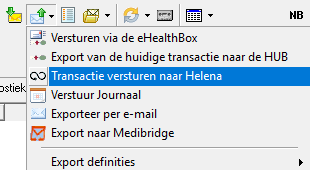 NB
Versturen via de eHealthBox
Export van de huidige transactie naar de HUB
ostiek
Transactie versturen naar Helena
Verstuur Journaal
Exporteer per e-mail
Export naar Medibridge
Export definities